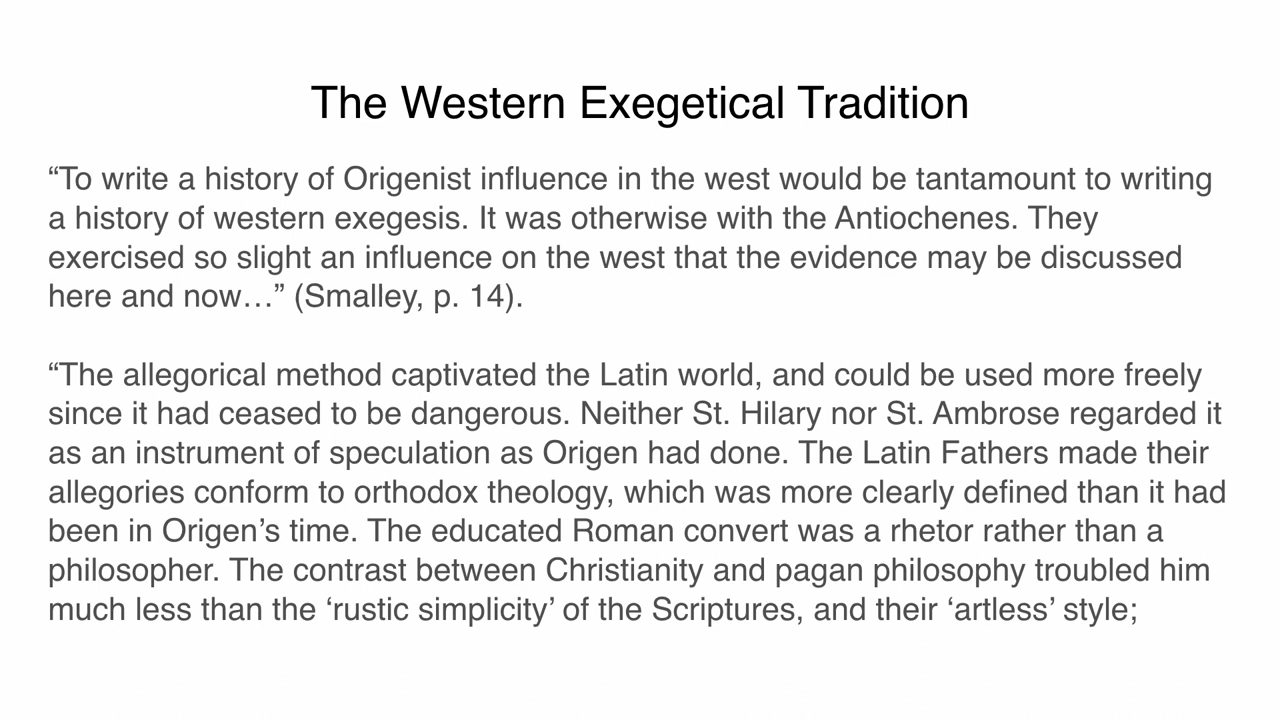 The Western Exegetical Tradition
“To write a history of Origenist influence in the west would be tantamount to writing
a history of western exegesis. It was otherwise with the Antiochenes. They
exercised so slight an influence on the west that the evidence may be discussed
here and now…” (Smalley, p. 14).
“The allegorical method captivated the Latin world, and could be used more freely
since it had ceased to be dangerous. Neither St. Hilary nor St. Ambrose regarded it
as an instrument of speculation as Origen had done. The Latin Fathers made their
allegories conform to orthodox theology, which was more clearly defined than it had
been in Origen’s time. The educated Roman convert was a rhetor rather than a
philosopher. The contrast between Christianity and pagan philosophy troubled him
much less than the ‘rustic simplicity’ of the Scriptures, and their ‘artless’ style;